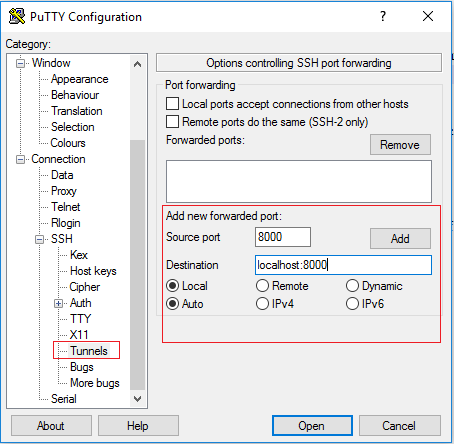 PuTTY Configuration
?
Category:
Window
Appearance
Behaviour
Translation
Selection
Colours
Connection
Data
Proxy
Telnet
Rlogin
SSH
Kex
Host keys
Cipher
Auth
TTY
X11
Tunnels
Bugs
More bugs
Serial
Options controlling SSH port forwarding
Port forwarding
Local ports accept connections from other hosts
Remote ports do the same (SSH-2 only)
Forwarded ports:
Remove
Add new forwarded port:
Source port 8000 Add
Destination localhost:8000
Local Remote Dynamic
Auto IPv4 IPv6
About Help Open Cancel